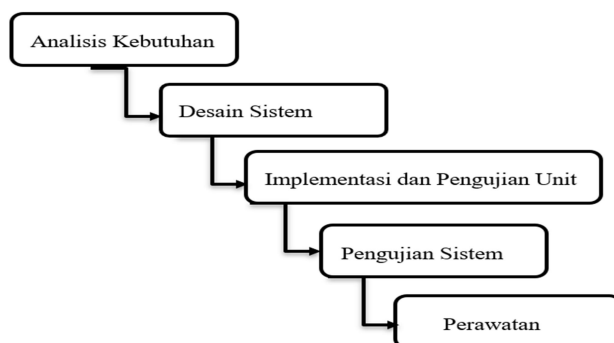 Analisis Kebutuhan
Desain Sistem
Implementasi dan Pengujian Unit
Pengujian Sistem
Perawatan